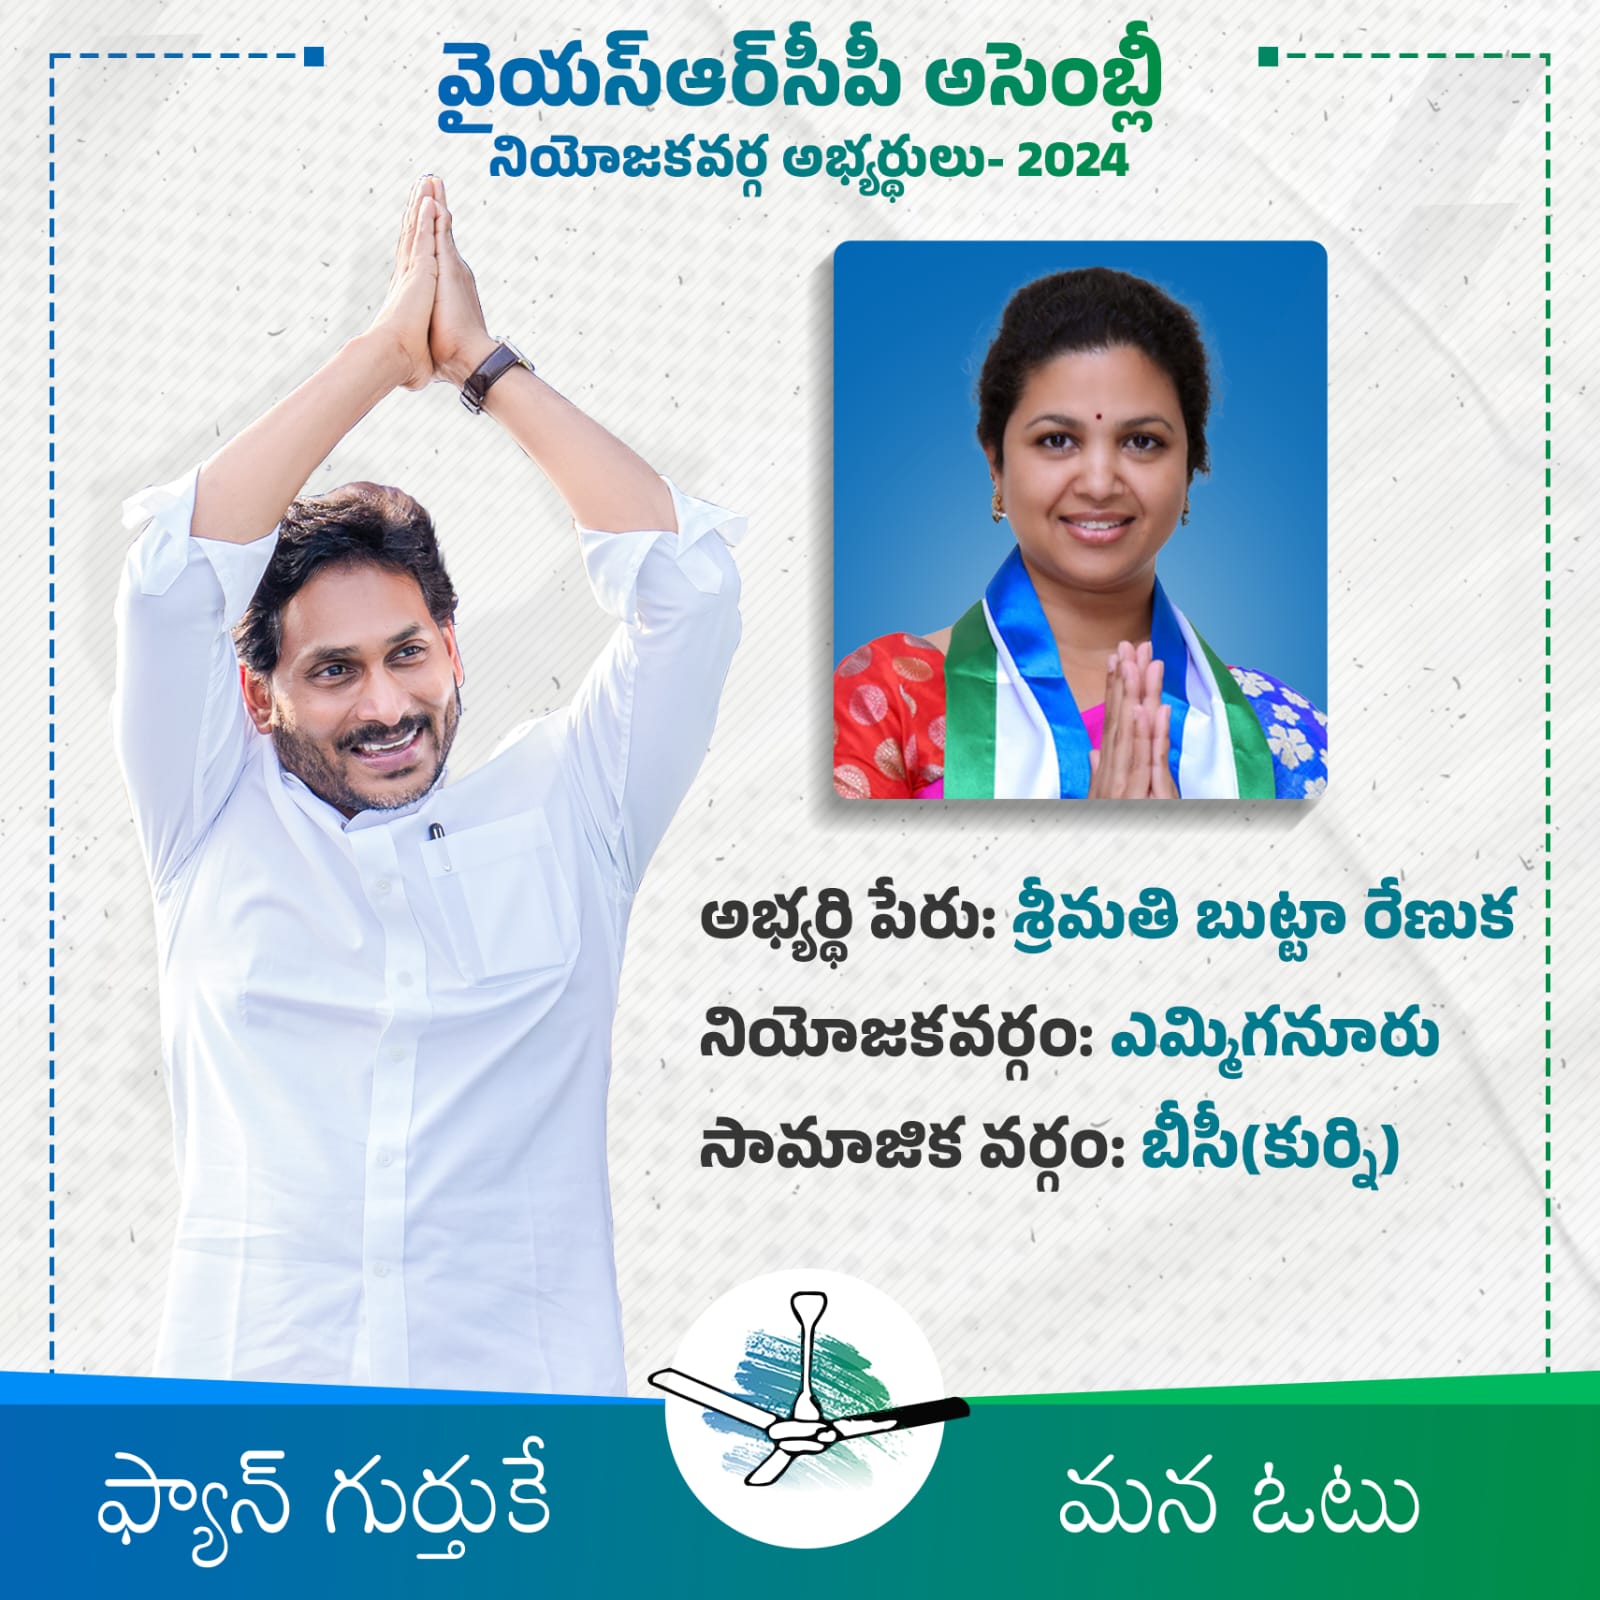 వైయస్ఆర్‌సీపీ అసెంబ్లీ
నియోజకవర్గ అభ్యర్థులు- 2024
అభ్యర్థి పేరు: శ్రీమతి బుట్టా రేణుక
నియోజకవర్గం: ఎమ్మిగనూరు
సామాజిక వర్గం: బీసీ(కుర్ని)
ఫ్యాన్ గుర్తుకే
మన ఓటు